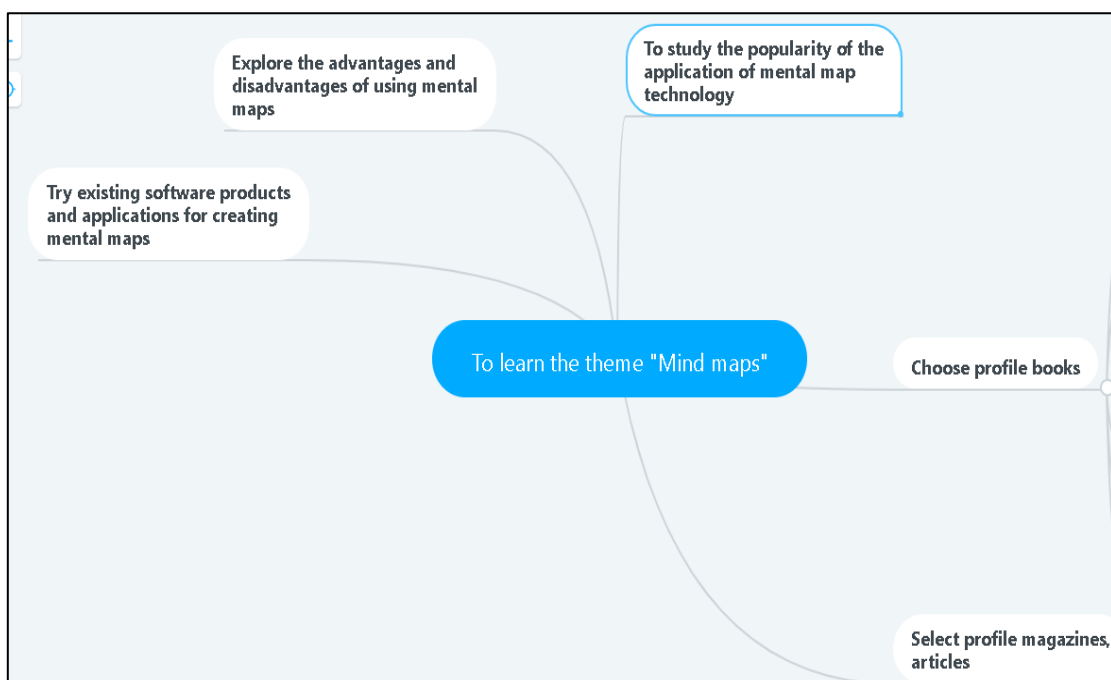 Explore the advantages and
disadvantages of using mental
maps
To study the popularity of the
application of mental map
technology
Try existing software products
and applications for creating
mental maps
To learn the theme "Mind maps"
Choose profile books
Select profile magazines,
articles